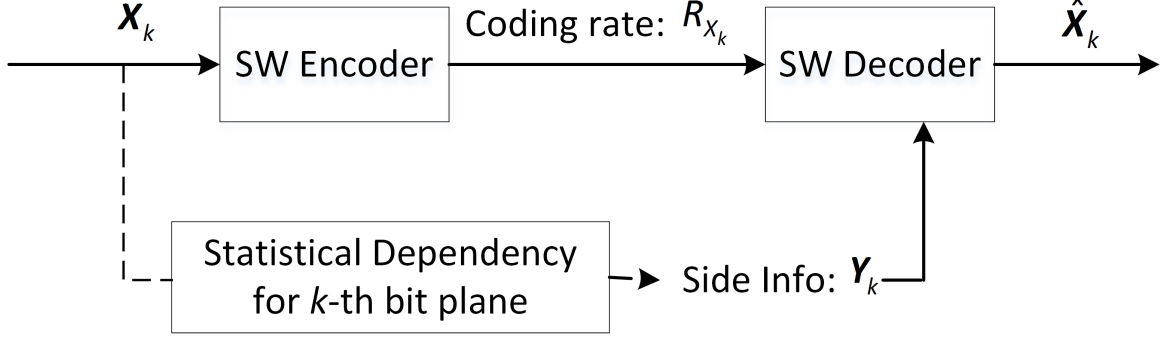 X_k
Coding rate: R_{X_k}
X̂_k
SW Encoder
SW Decoder
Statistical Dependency
for k-th bit plane
Side Info: Y_k